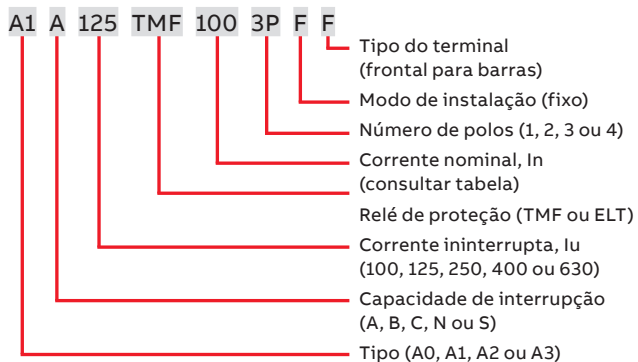 A1 A 125 TMF 100 3P F F
Tipo do terminal
(frontal para barras)
Modo de instalação (fixo)
Número de polos (1, 2, 3 ou 4)
Corrente nominal, In
(consultar tabela)
Relé de proteção (TMF ou ELT)
Corrente ininterrupta, Iu
(100, 125, 250, 400 ou 630)
Capacidade de interrupção
(A, B, C, N ou S)
Tipo (A0, A1, A2 ou A3)